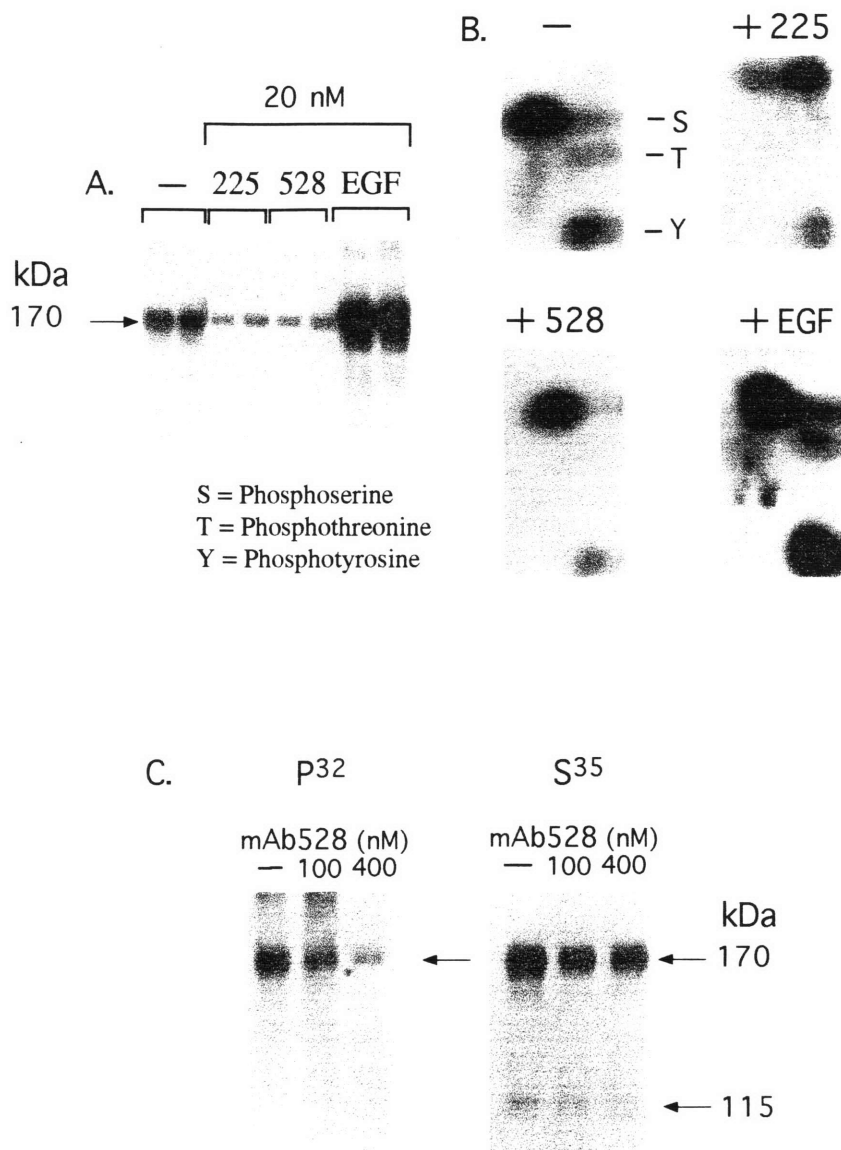 A.
20 nM
— 225 528 EGF
kDa
170
S = Phosphoserine
T = Phosphothreonine
Y = Phosphotyrosine
B.
— + 225
– S
– T
– Y
+ 528 + EGF
C.
P32
mAb528 (nM)
— 100 400
S35
mAb528 (nM)
— 100 400
kDa
170
115